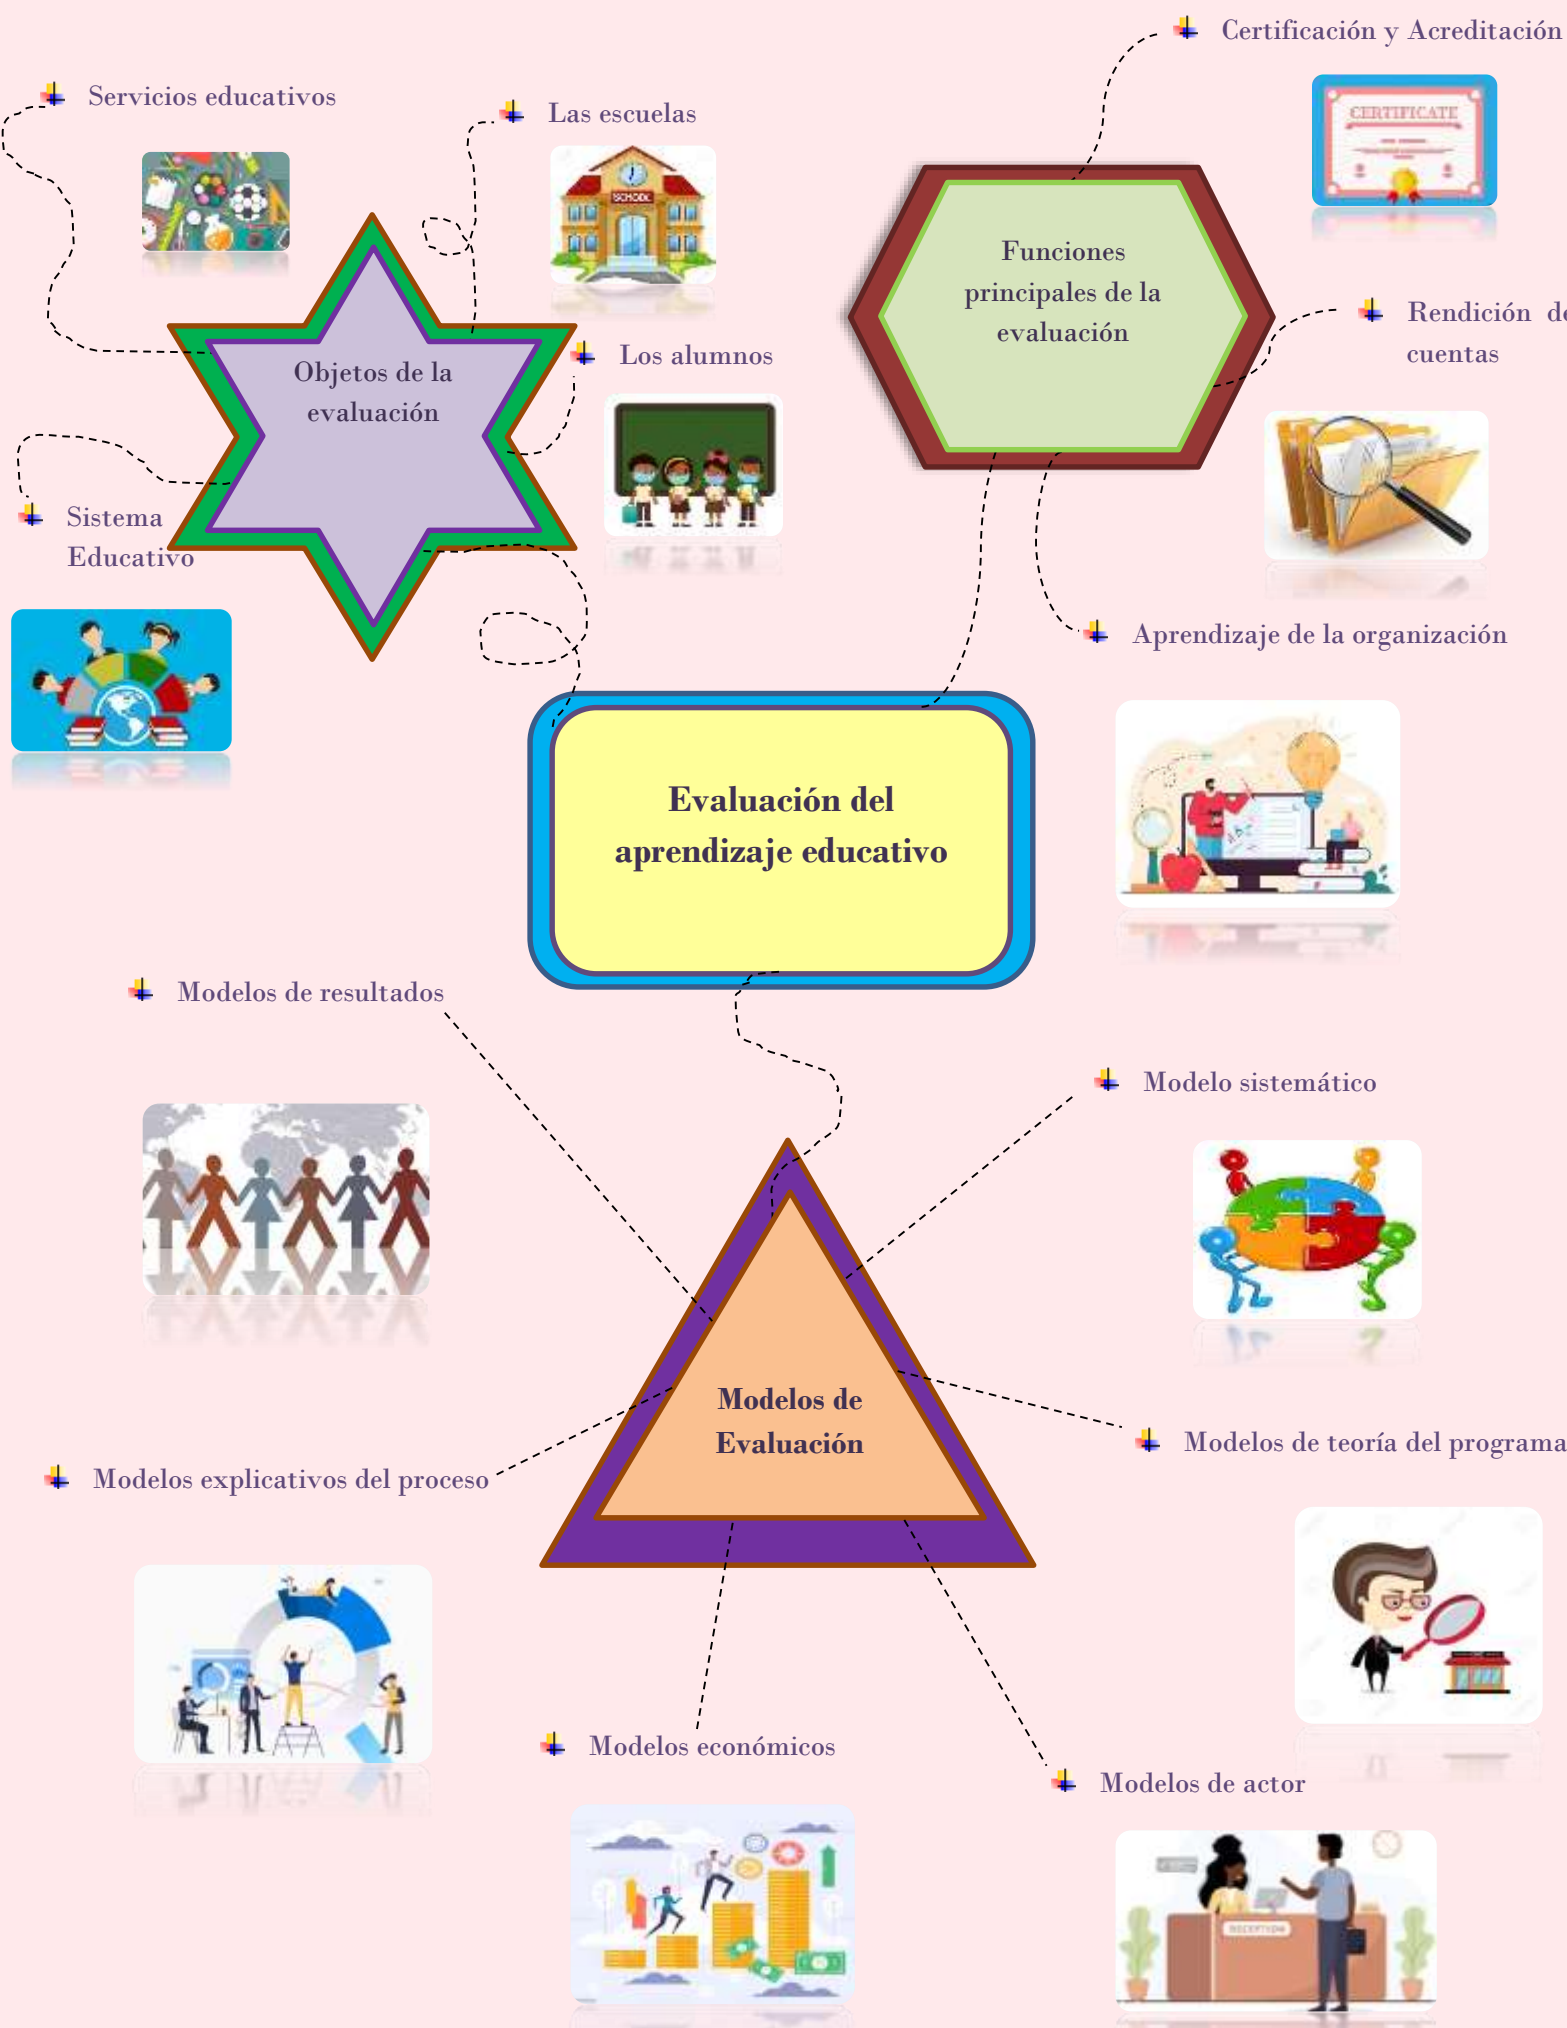 Certificación y Acreditación
Servicios educativos
Las escuelas
CERTIFICATE
SCHOOL
Funciones
principales de la
evaluación
Rendición de
cuentas
Los alumnos
Objetos de la
evaluación
Sistema
Educativo
Aprendizaje de la organización
Evaluación del
aprendizaje educativo
Modelos de resultados
Modelo sistemático
Modelos de
Evaluación
Modelos de teoría del programa
Modelos explicativos del proceso
Modelos económicos
Modelos de actor
RECEPTION